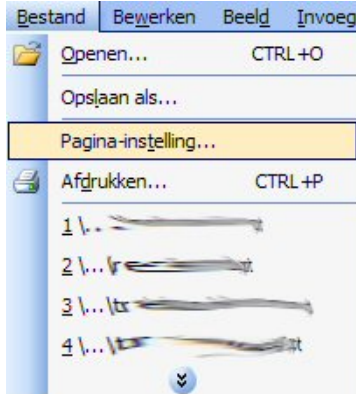 Bestand Bewerken Beeld Invoeg
Openen... CTRL+O
Opslaan als...
Pagina-instelling...
Afdrukken... CTRL+P
1 \..
2 \...\r
3 \...\tr
4 \...\